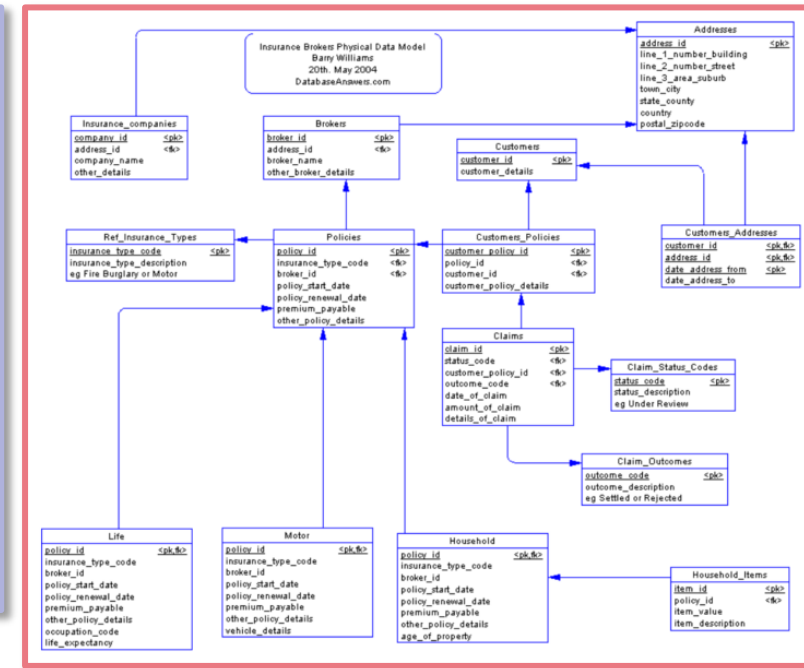 Insurance Brokers Physical Data Model
Barry Williams
20th. May 2004
DatabaseAnswers.com
Addresses
address_id <pk>
line_1_number_building
line_2_number_street
line_3_area_suburb
town_city
state_county
country
postal_zipcode
Insurance_companies
company_id <pk>
address_id <fk>
company_name
other_details
Brokers
broker_id <pk>
address_id <fk>
broker_name
other_broker_details
Customers
customer_id <pk>
customer_details
Ref_Insurance_Types
insurance_type_code <pk>
insurance_type_description
eg Fire Burglary or Motor
Policies
policy_id <pk>
insurance_type_code <fk>
broker_id <fk>
policy_start_date
policy_renewal_date
premium_payable
other_policy_details
Customers_Policies
customer_policy_id <pk>
policy_id <fk>
customer_id <fk>
customer_policy_details
Customers_Addresses
customer_id <pk,fk>
address_id <pk,fk>
date_address_from <pk>
date_address_to
Claims
claim_id <pk>
status_code <fk>
customer_policy_id <fk>
outcome_code <fk>
date_of_claim
amount_of_claim
details_of_claim
Claim_Status_Codes
status_code <pk>
status_description
eg Under Review
Claim_Outcomes
outcome_code <pk>
outcome_description
eg Settled or Rejected
Life
policy_id <pk,fk>
insurance_type_code
broker_id
policy_start_date
policy_renewal_date
premium_payable
other_policy_details
occupation_code
life_expectancy
Motor
policy_id <pk,fk>
insurance_type_code
broker_id
policy_start_date
policy_renewal_date
premium_payable
other_policy_details
vehicle_details
Household
policy_id <pk,fk>
insurance_type_code
broker_id
policy_start_date
policy_renewal_date
premium_payable
other_policy_details
age_of_property
Household_Items
item_id <pk>
policy_id <fk>
item_value
item_description